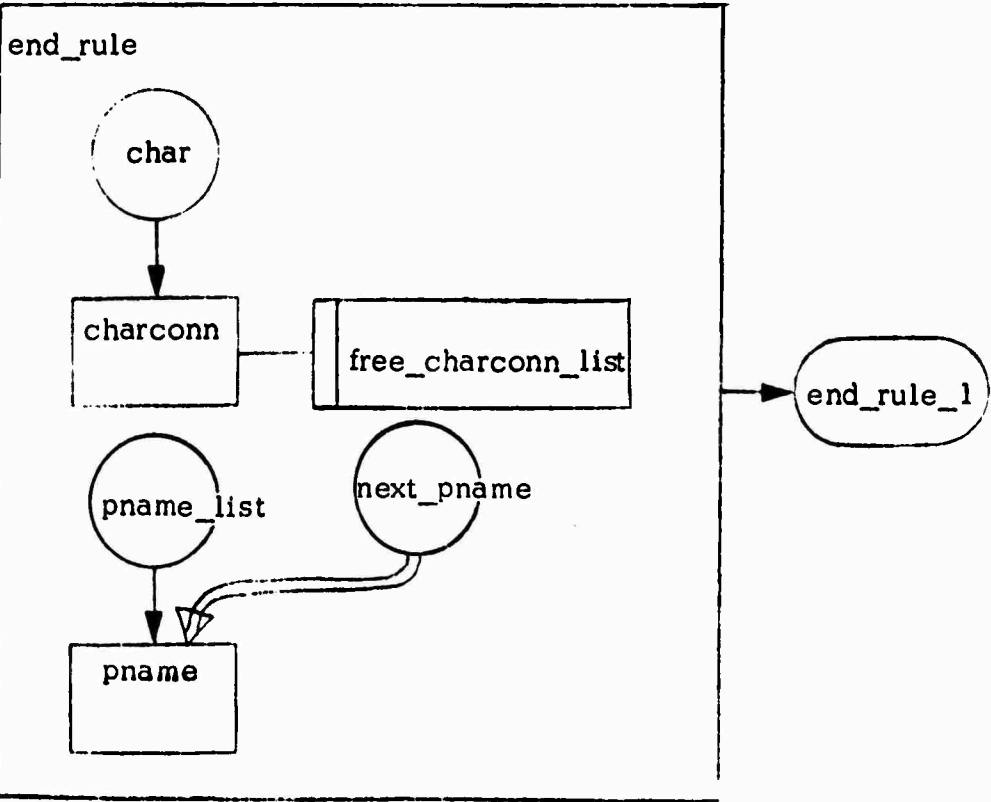 end_rule
char
charconn
free_charconn_list
end_rule_1
pname_list
next_pname
pname